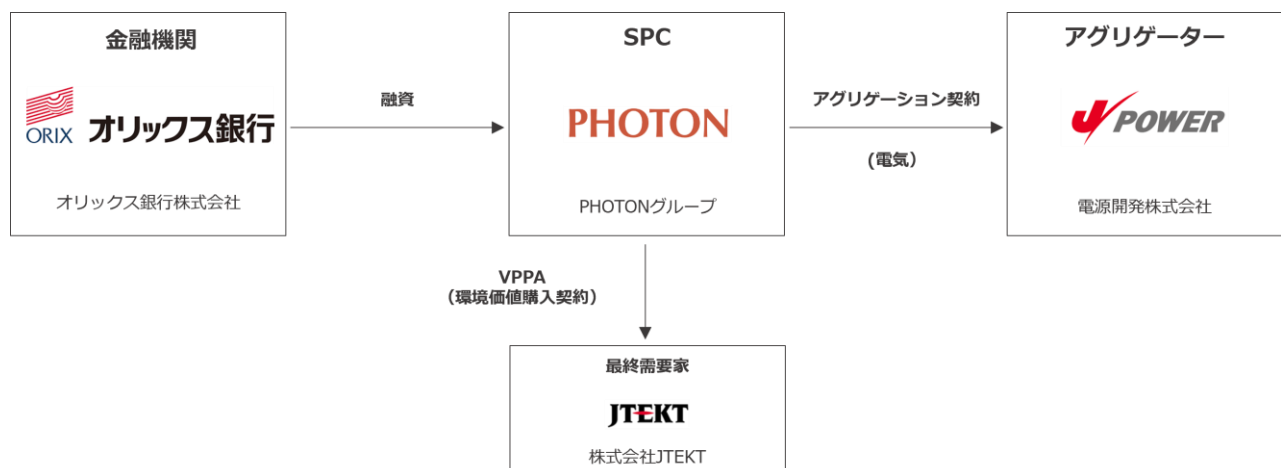 金融機関
ORIX オリックス銀行
オリックス銀行株式会社
融資
SPC
PHOTON
PHOTONグループ
アグリゲーション契約
(電気）
アグリゲーター
POWER
電源開発株式会社
VPPA
（環境価値購入契約）
最終需要家
JTEKT
株式会社JTEKT